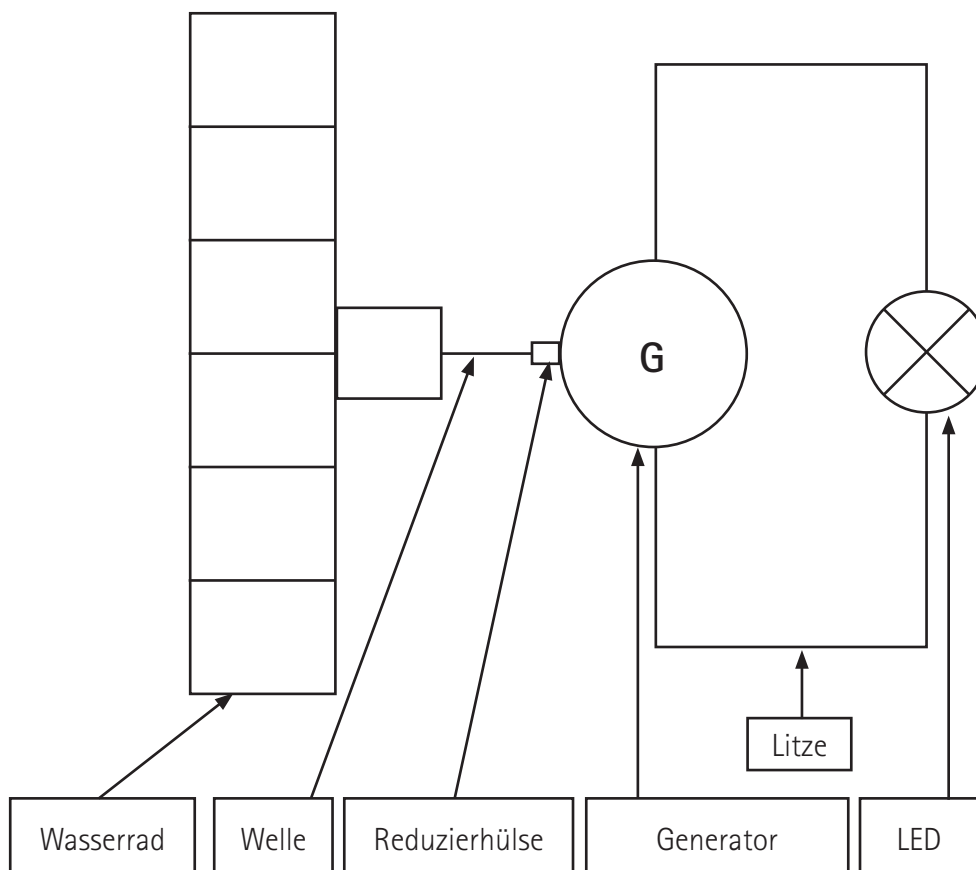 G
Litze
Wasserrad
Welle
Reduzierhülse
Generator
LED